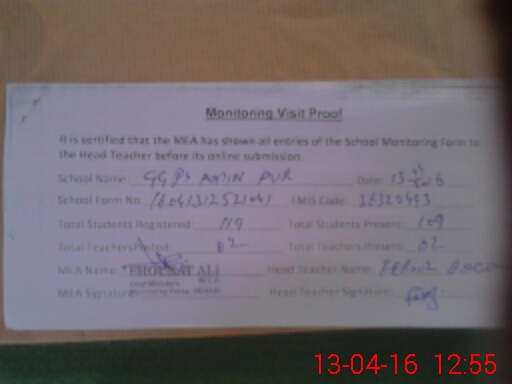 Monitoring Visit Proof
It is certified that the MEA has shown all entries of the School Monitoring Form to
the Head Teacher before its online submission.
School Name: GGPS AMIN PUR Date: 13
School Form No. EMIS Code: 36320493
Total Students Registered: 119 Total Students Present: 109
Total Teachers Posted: 02 Total Teachers Present: 02
MEA Name: SHOUKAT ALI Head Teacher Name:
MEA Signature Head Teacher Signature:
13-04-16 12:55